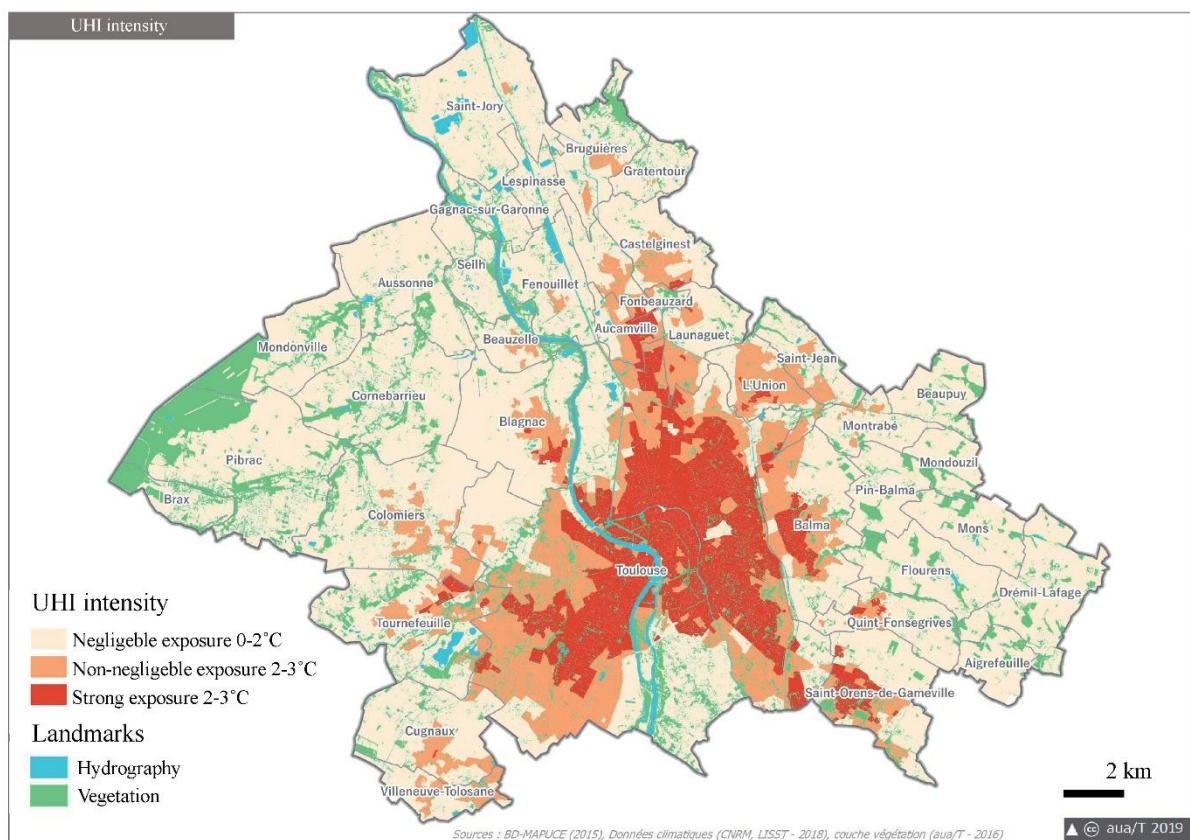 UHI intensity
Saint-Jory
Bruguières
Gratentour
Lespinasse
Gagnac-sur-Garonne
Castelginest
Seilh
Fenouillet
Aussonne
Fonbeauzard
Aucamville
Launaguet
Beauzelle
Mondonville
Saint-Jean
L'Union
Beaupuy
Cornebarrieu
Blagnac
Montrabé
Mondouzil
Pibrac
Pin-Balma
Brax
Colomiers
Balma
Mons
Toulouse
Flourens
Drémil-Lafage
Tournefeuille
Quint-Fonsegrives
Aigrefeuille
Saint-Orens-de-Gameville
Cugnaux
Villeneuve-Tolosane
UHI intensity
Negligeble exposure 0-2˚C
Non-negligeble exposure 2-3˚C
Strong exposure 2-3˚C
Landmarks
Hydrography
Vegetation
2 km
Sources : BD-MAPUCE (2015), Données climatiques (CNRM, LISST - 2018), couche végétation (aua/T - 2016)
cc aua/T 2019